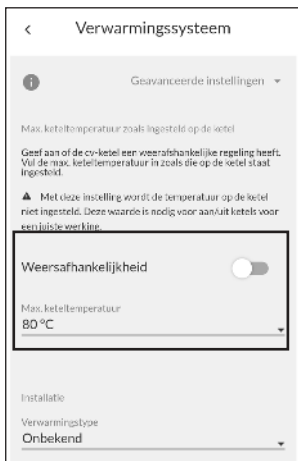 Verwarmingssysteem
Geavanceerde instellingen
Max. keteltemperatuur zoals ingesteld op de ketel
Geef aan of de cv-ketel een weerafshankelijke regeling heeft.
Vul de max. keteltemperatuur in zoals die op de ketel staat
ingesteld.
Met deze instelling wordt de temperatuur op de ketel
niet ingesteld. Deze waarde is nodig voor aan/uit ketels voor
een juiste werking.
Weersafhankelijkheid
Max. keteltemperatuur
80 °C
Installatie
Verwarmingstype
Onbekend